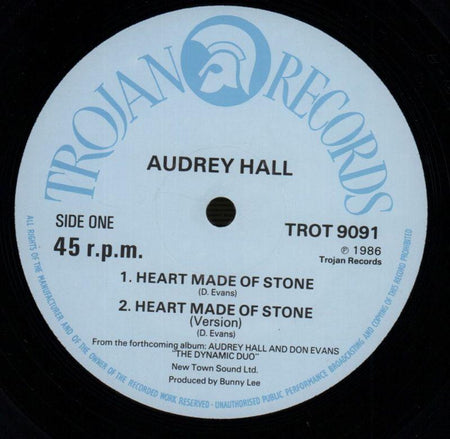 TROJAN RECORDS
AUDREY HALL
SIDE ONE
45 r.p.m.
TROT 9091
℗ 1986
Trojan Records
1. HEART MADE OF STONE
(D. Evans)
2. HEART MADE OF STONE
(Version)
(D. Evans)
From the forthcoming album: AUDREY HALL AND DON EVANS
"THE DYNAMIC DUO"
New Town Sound Ltd.
Produced by Bunny Lee
ALL RIGHTS OF THE MANUFACTURER AND OF THE OWNER OF THE RECORDED WORK RESERVED - UNAUTHORISED PUBLIC PERFORMANCE BROADCASTING AND COPYING OF THIS RECORD PROHIBITED